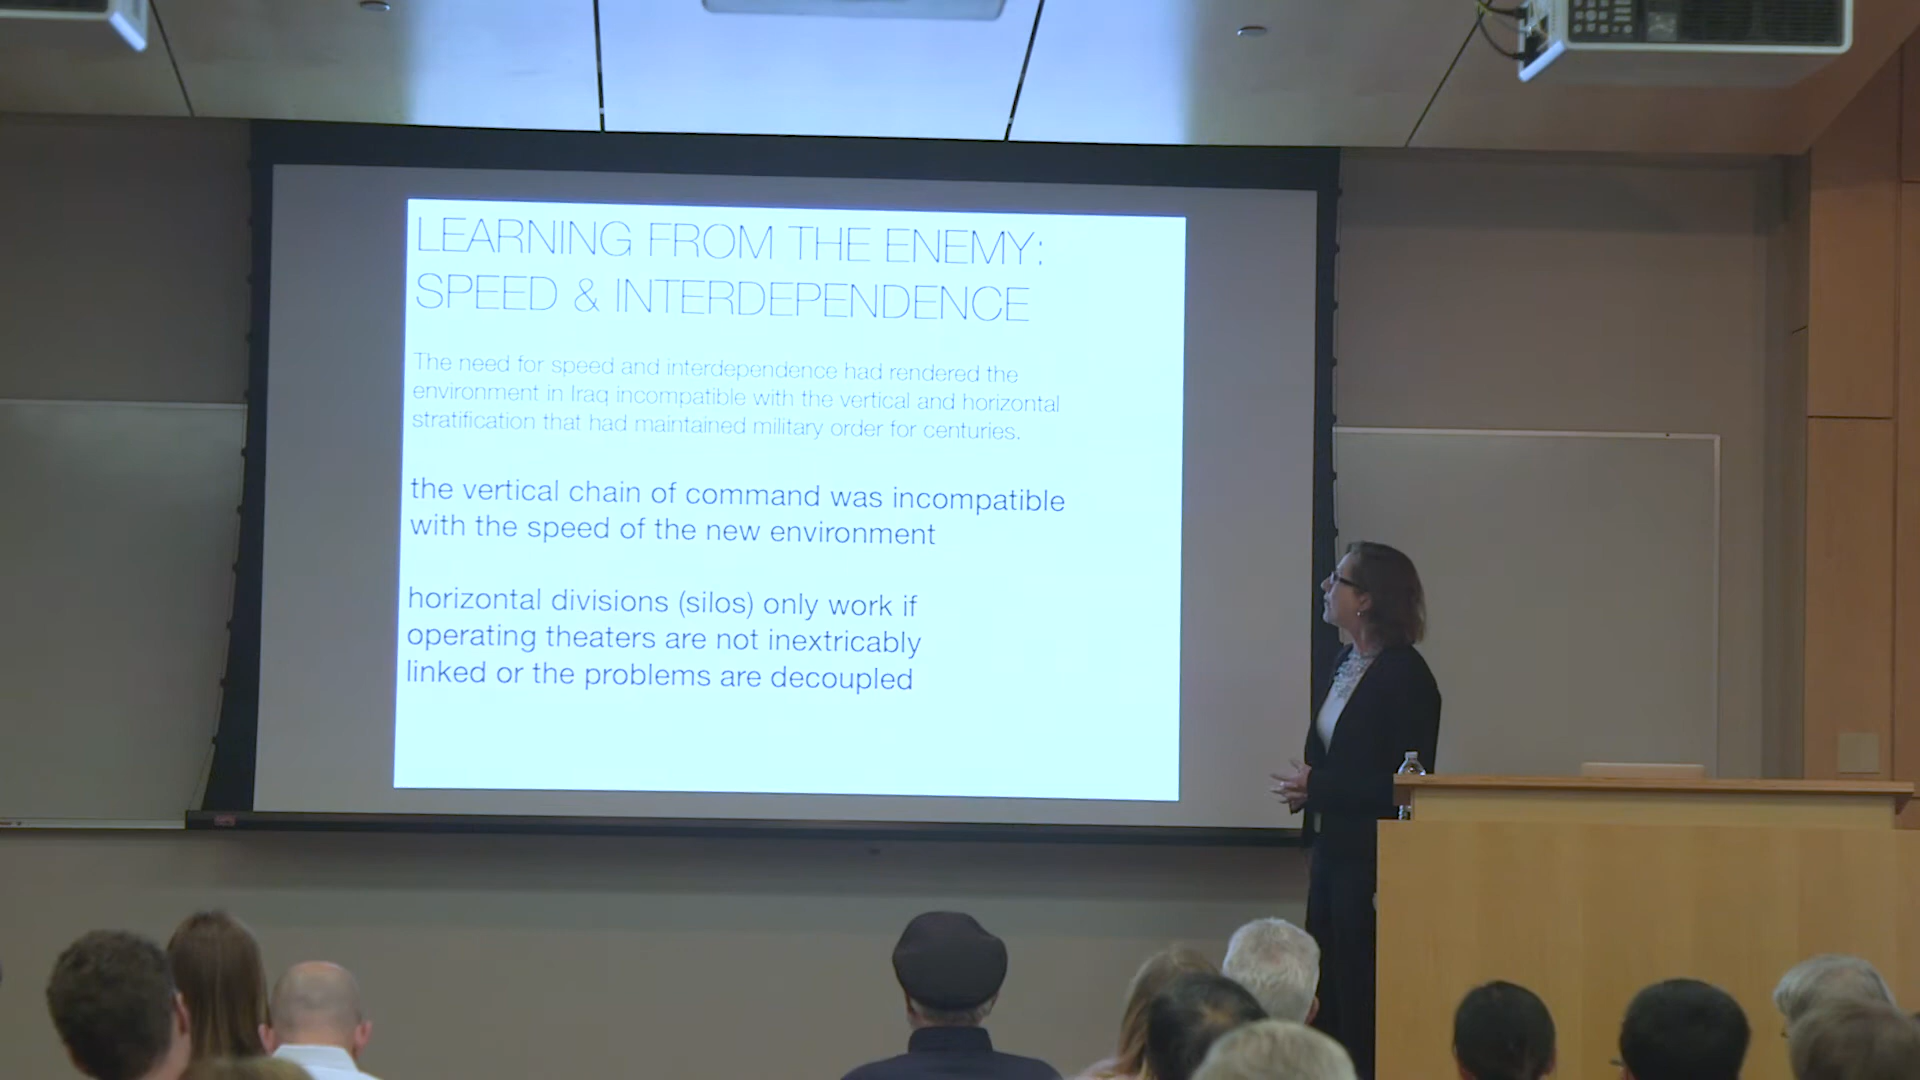 LEARNING FROM THE ENEMY:
SPEED & INTERDEPENDENCE
The need for speed and interdependence had rendered the
environment in Iraq incompatible with the vertical and horizontal
stratification that had maintained military order for centuries.
the vertical chain of command was incompatible
with the speed of the new environment
horizontal divisions (silos) only work if
operating theaters are not inextricably
linked or the problems are decoupled